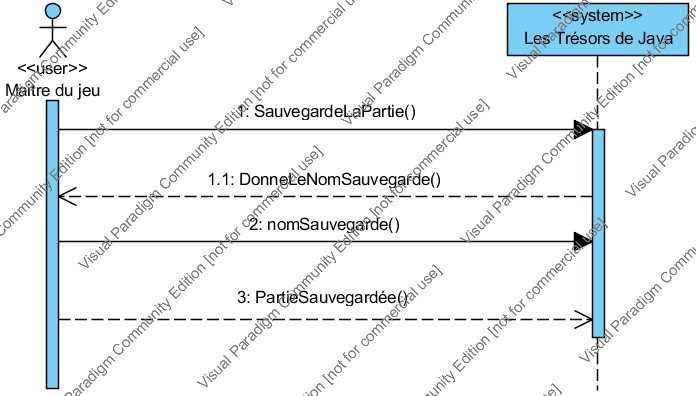 <<system>>
Les Trésors de Java
<<user>>
Maitre du jeu
1: SauvegardeLaPartie()
1.1: DonneLeNomSauvegarde()
2: nomSauvegarde()
3: PartieSauvegardée()
Visual Paradigm Community Edition [not for commercial use]